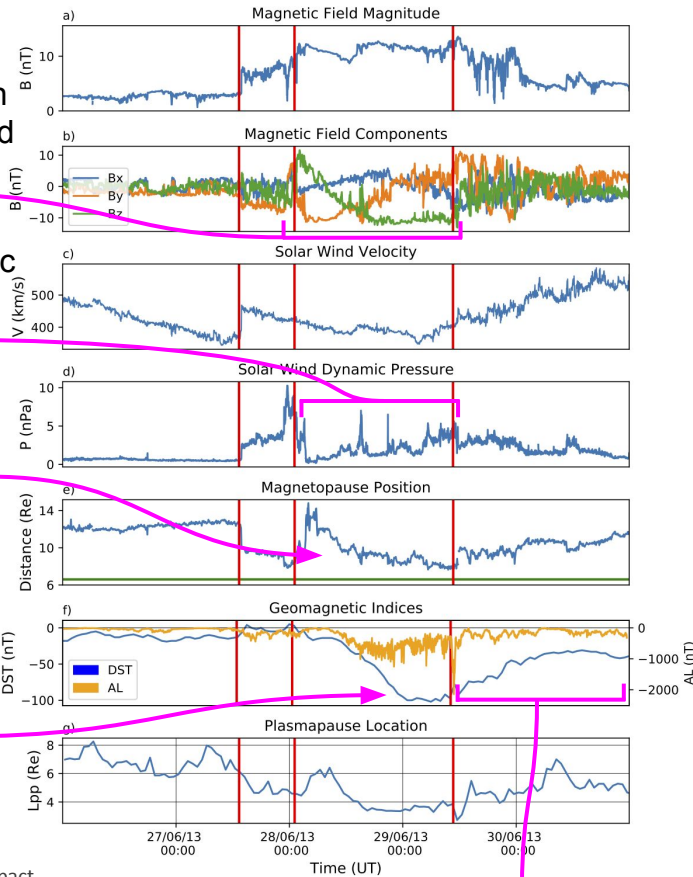 a)
Magnetic Field Magnitude
B (nT)
10
0
n
d
b)
Magnetic Field Components
B (nT)
10
0
−10
Bx
By
Bz
c
c)
Solar Wind Velocity
V (km/s)
500
400
d)
Solar Wind Dynamic Pressure
P (nPa)
10
5
0
e)
Magnetopause Position
Distance (Re)
14
10
6
f)
Geomagnetic Indices
DST (nT)
0
−50
−100
DST
AL
0
−1000
−2000
AL (nT)
g)
Plasmapause Location
Lpp (Re)
8
6
4
27/06/13 28/06/13 29/06/13 30/06/13
00:00 00:00 00:00 00:00
Time (UT)
pact